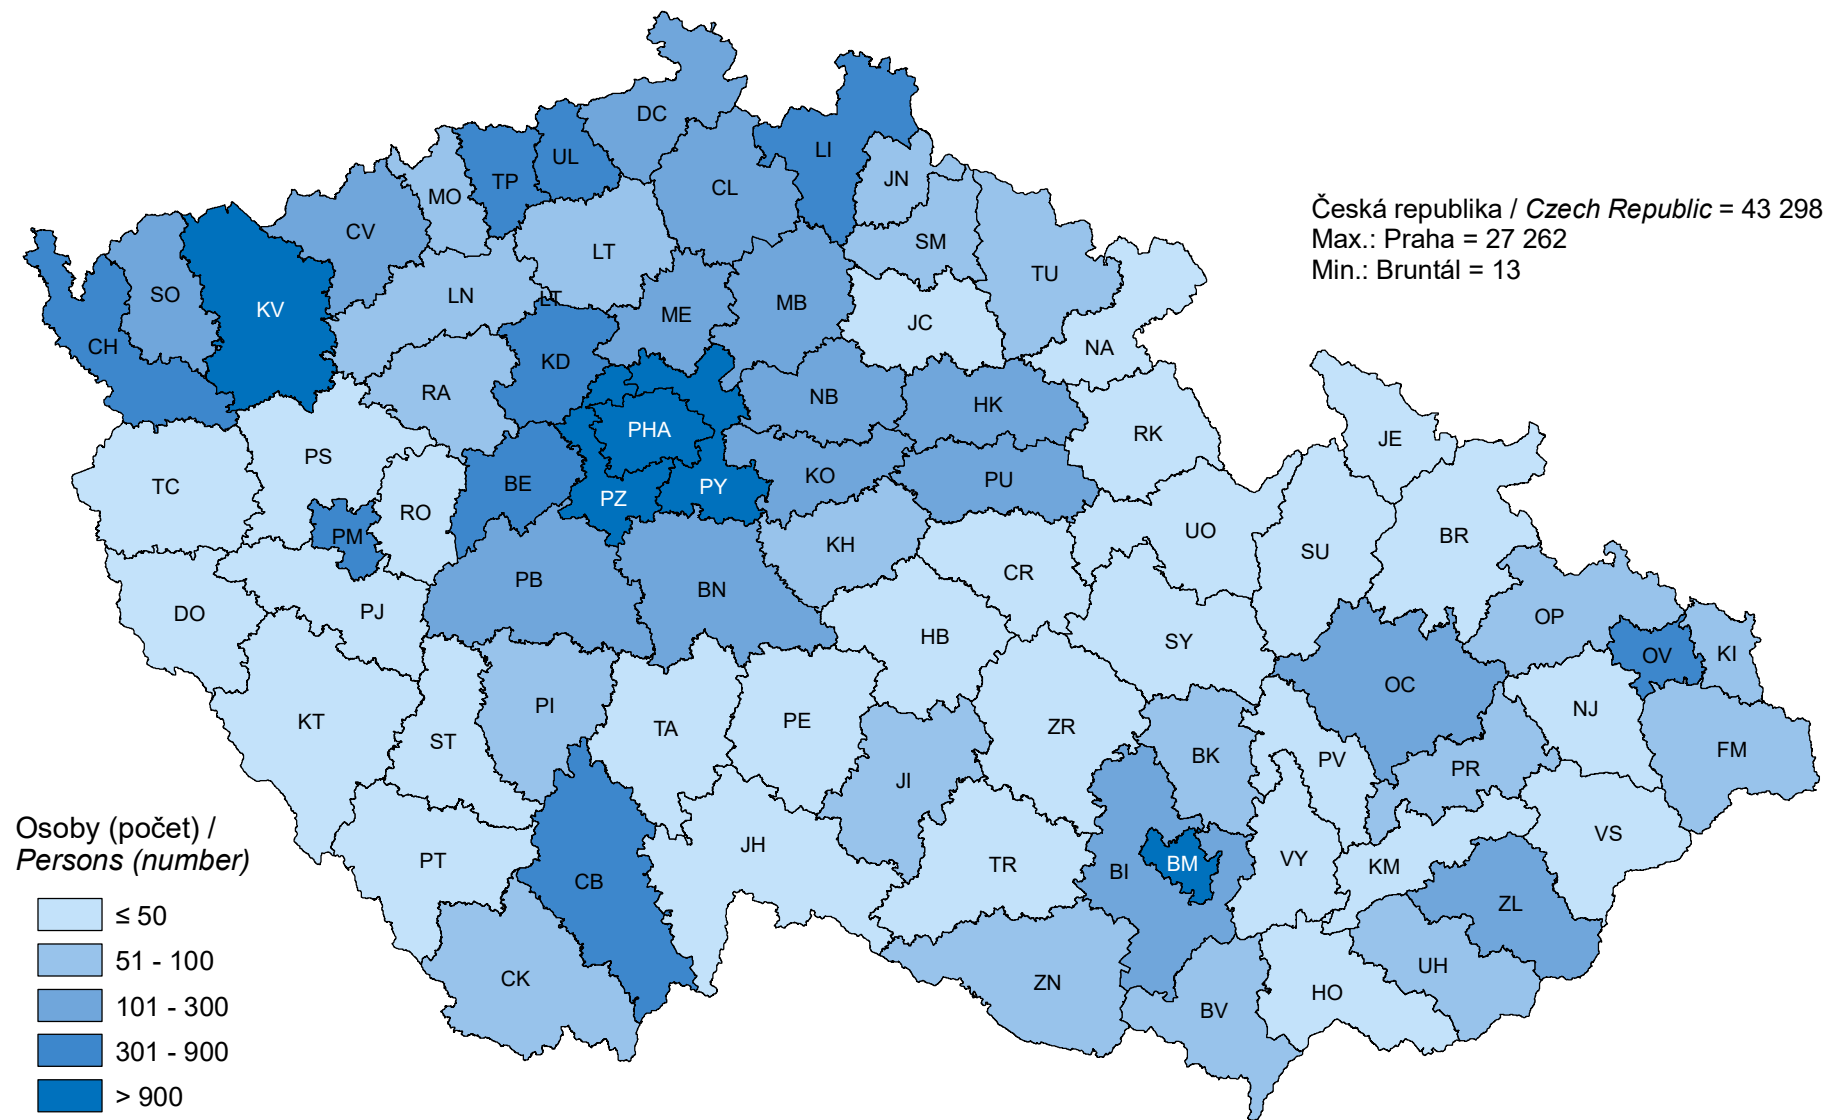 DC
UL
LI
TP
CL
JN
MO
CV
LT
SM
TU
SO
KV
LN
LT
ME
MB
JC
NA
CH
KD
RA
NB
HK
PHA
RK
JE
PS
TC
BE
PZ
PY
KO
PU
RO
PM
KH
CR
UO
SU
BR
PB
BN
DO
PJ
HB
SY
OP
OV
KI
OC
KT
ST
PI
TA
PE
ZR
NJ
JI
BK
PV
PR
FM
PT
CB
JH
TR
BI
BM
VY
KM
VS
ZL
CK
ZN
BV
HO
UH
Česká republika / Czech Republic = 43 298
Max.: Praha = 27 262
Min.: Bruntál = 13
Osoby (počet) /
Persons (number)
≤ 50
51 - 100
101 - 300
301 - 900
> 900